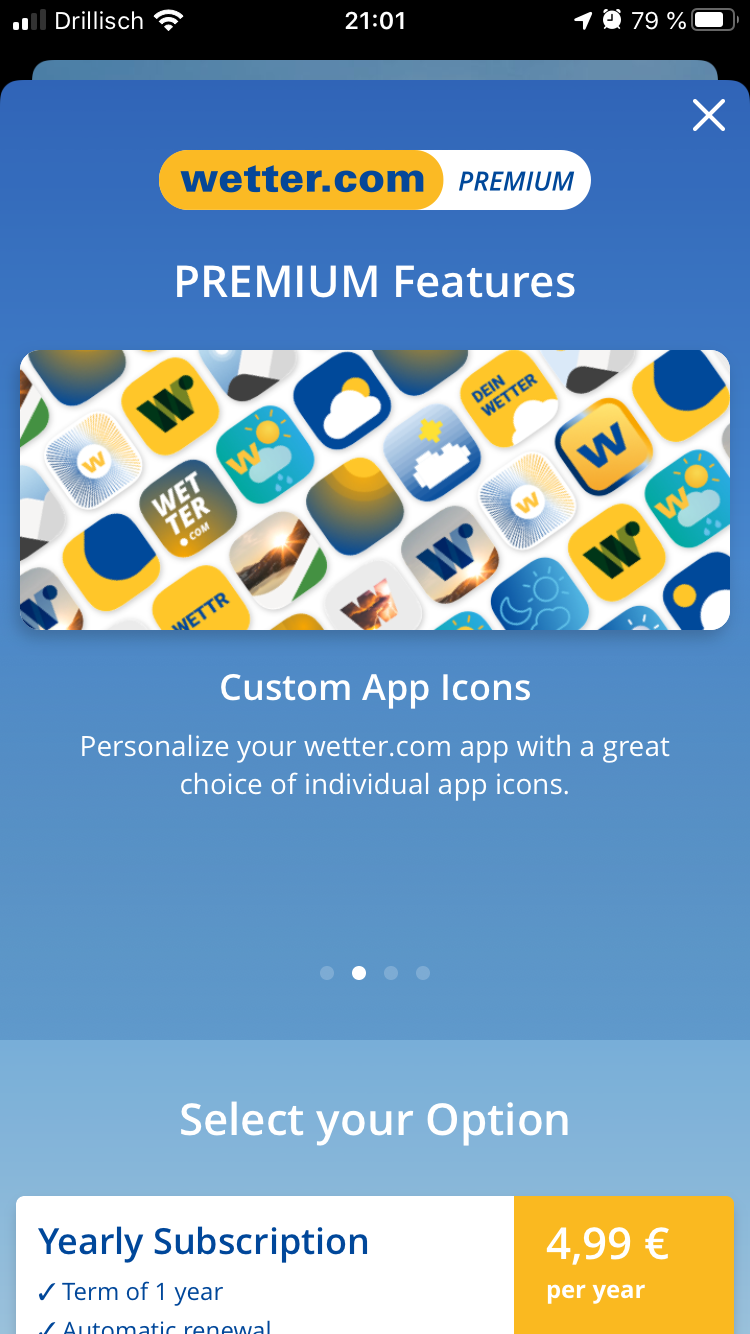 Drillisch
21:01
79 %
wetter.com PREMIUM
PREMIUM Features
W
DEIN
WETTER
W
W
W
W
WET
TER
.COM
W
W
W
W
W
WETTR
W
Custom App Icons
Personalize your wetter.com app with a great
choice of individual app icons.
Select your Option
Yearly Subscription
4,99 €
✓ Term of 1 year
per year
✓ Automatic renewal